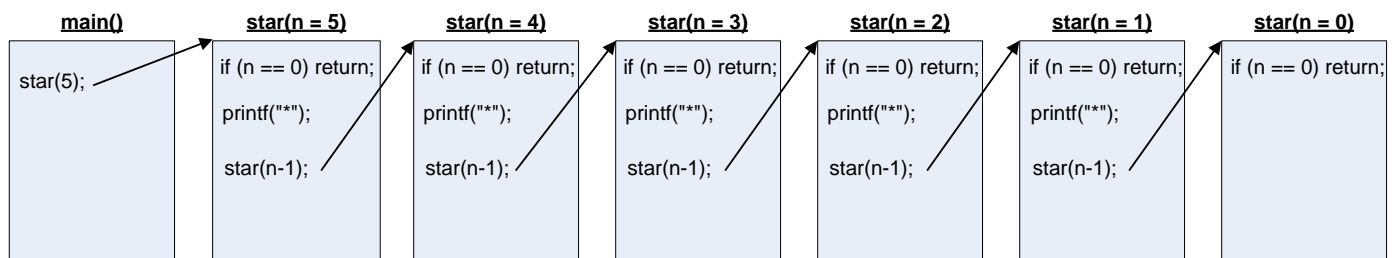 main()
star(5);
star(n = 5)
if (n == 0) return;
printf("*");
star(n-1);
star(n = 4)
if (n == 0) return;
printf("*");
star(n-1);
star(n = 3)
if (n == 0) return;
printf("*");
star(n-1);
star(n = 2)
if (n == 0) return;
printf("*");
star(n-1);
star(n = 1)
if (n == 0) return;
printf("*");
star(n-1);
star(n = 0)
if (n == 0) return;